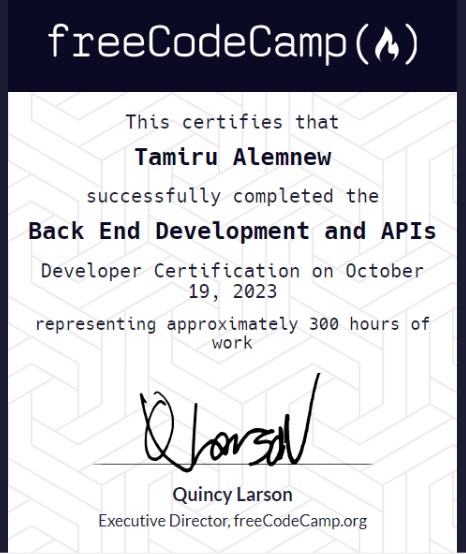 freeCodeCamp(🔥)
This certifies that
Tamiru Alemnew
successfully completed the
Back End Development and APIs
Developer Certification on October
19, 2023
representing approximately 300 hours of
work
Quincy Larson
Executive Director, freeCodeCamp.org